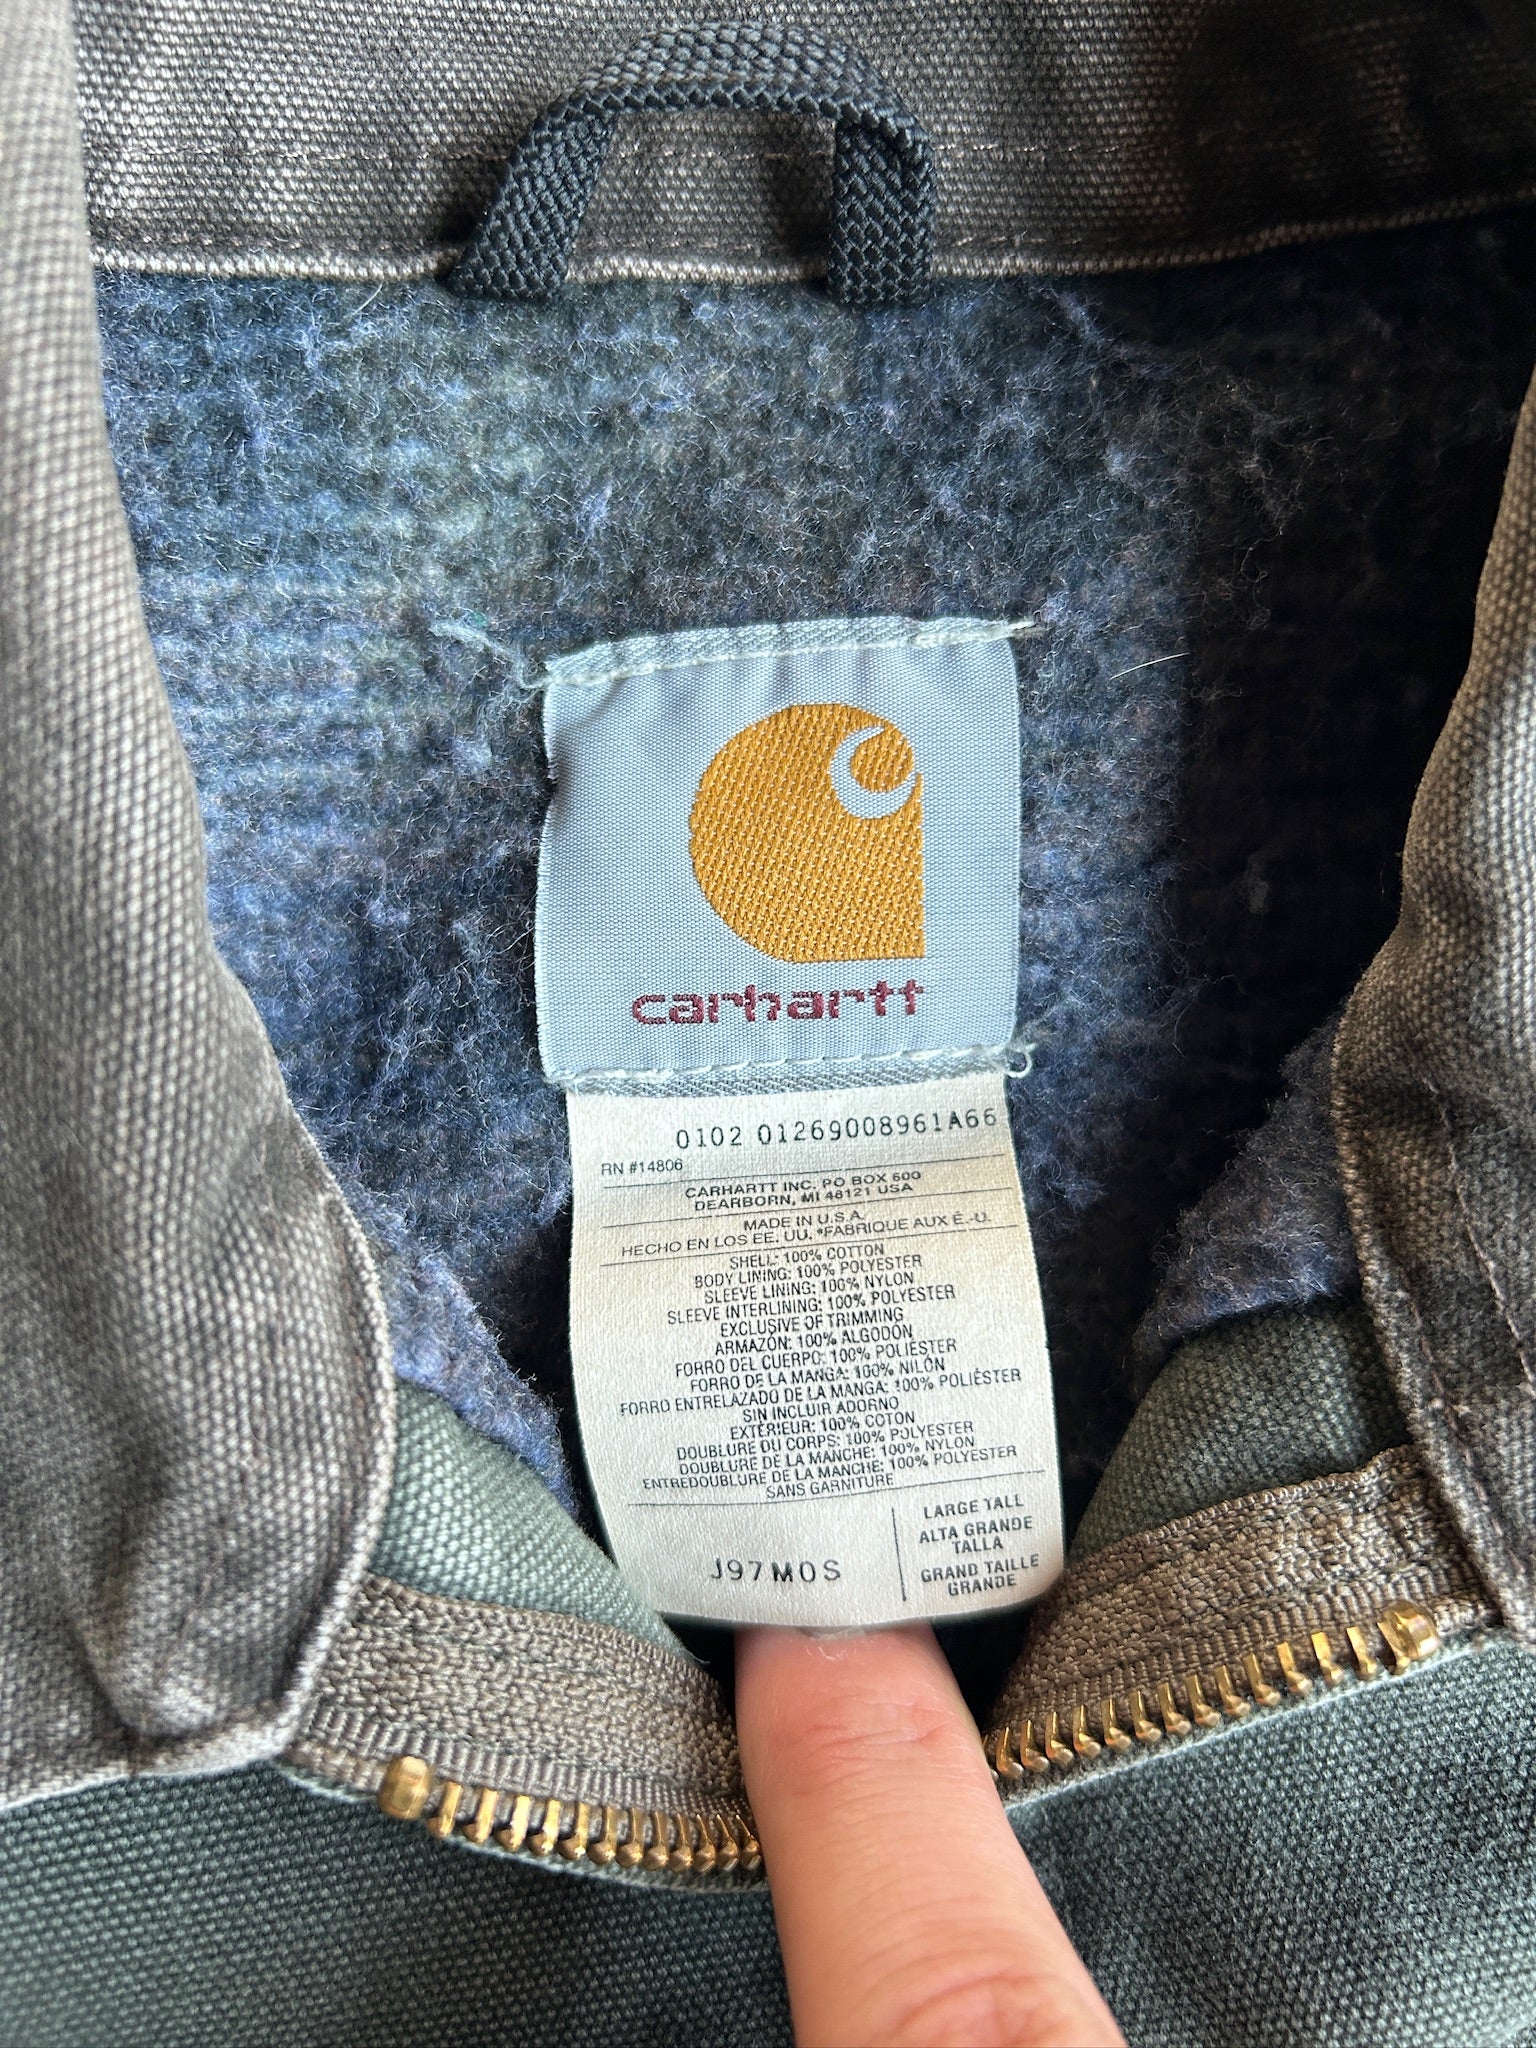 carhartt
0102 01269008961A66
RN #14806
CARHARTT INC. PO BOX 600
DEARBORN, MI 48121 USA
MADE IN U.S.A.
HECHO EN LOS EE. UU. *FABRIQUE AUX É.-U.
SHELL: 100% COTTON
BODY LINING: 100% POLYESTER
SLEEVE LINING: 100% NYLON
SLEEVE INTERLINING: 100% POLYESTER
EXCLUSIVE OF TRIMMING
ARMAZÓN: 100% ALGODÓN
FORRO DEL CUERPO: 100% POLIÉSTER
FORRO DE LA MANGA: 100% NILÓN
FORRO ENTRELAZADO DE LA MANGA: 100% POLIÉSTER
SIN INCLUIR ADORNO
EXTÉRIEUR: 100% COTON
DOUBLURE DU CORPS: 100% POLYESTER
DOUBLURE DE LA MANCHE: 100% NYLON
ENTREDOUBLURE DE LA MANCHE: 100% POLYESTER
SANS GARNITURE
J97MOS
LARGE TALL
ALTA GRANDE
TALLA
GRAND TAILLE
GRANDE